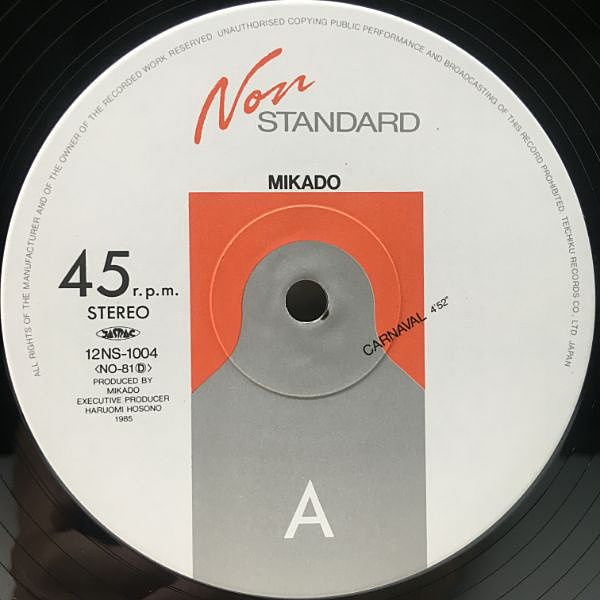 ALL RIGHTS OF THE MANUFACTURER AND OF THE OWNER OF THE RECORDED WORK RESERVED UNAUTHORISED COPYING PUBLIC PERFORMANCE AND BROADCASTING OF THIS RECORD PROHIBITED. TEICHIKU RECORDS CO., LTD. JAPAN
Non
STANDARD
MIKADO
45 r.p.m.
STEREO
JASRAC
12NS-1004
〈NO-81Ⓓ〉
PRODUCED BY
MIKADO
EXECUTIVE PRODUCER
HARUOMI HOSONO
1985
CARNAVAL 4'52"
A